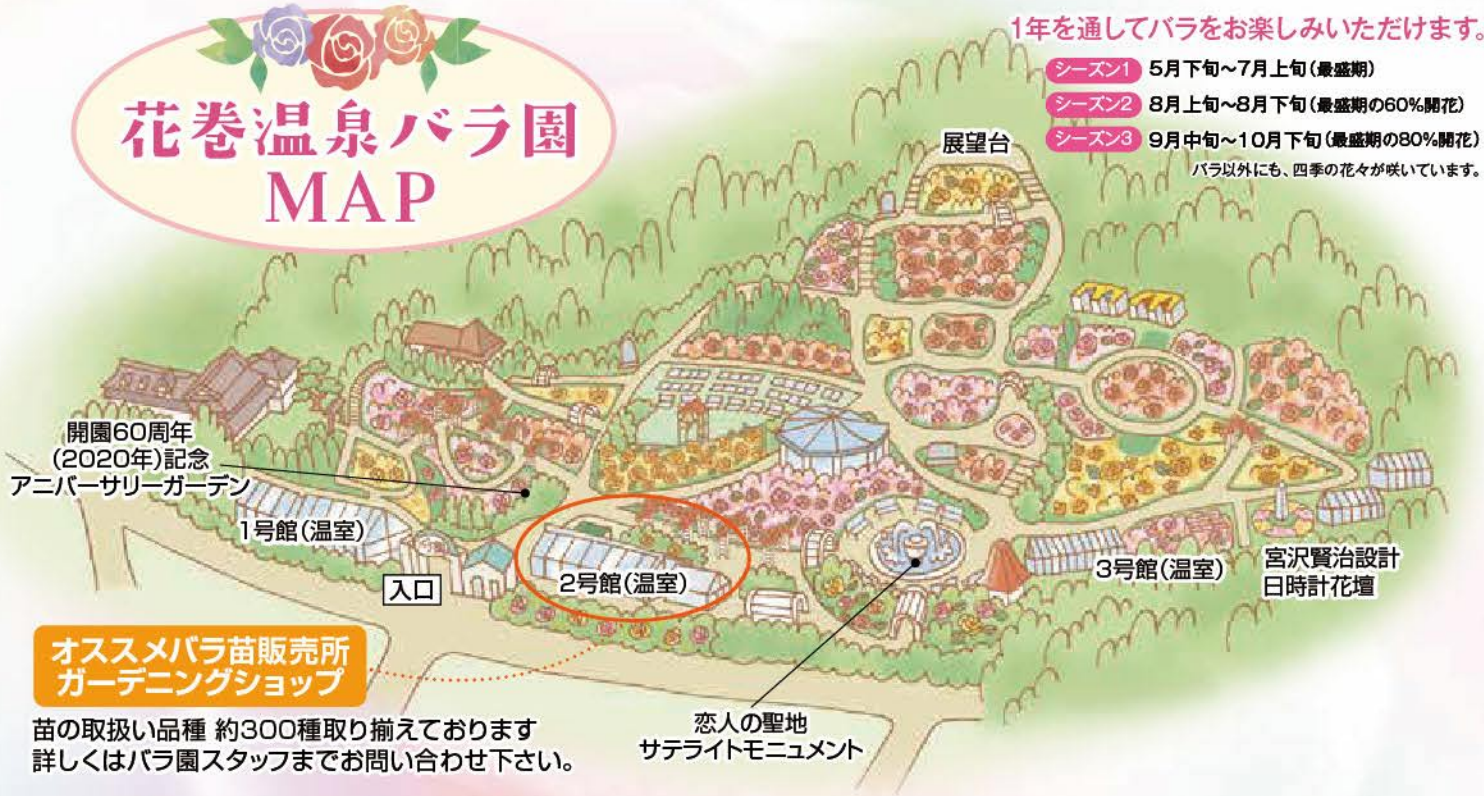 花巻温泉バラ園
MAP
1年を通してバラをお楽しみいただけます。
シーズン1 5月下旬〜7月上旬(最盛期)
シーズン2 8月上旬〜8月下旬(最盛期の60%開花)
シーズン3 9月中旬〜10月下旬(最盛期の80%開花)
バラ以外にも、四季の花々が咲いています。
展望台
開園60周年
(2020年)記念
アニバーサリーガーデン
1号館(温室)
入口
2号館(温室)
3号館(温室)
宮沢賢治設計
日時計花壇
オススメバラ苗販売所
ガーデニングショップ
苗の取扱い品種 約300種取り揃えております
詳しくはバラ園スタッフまでお問い合わせ下さい。
恋人の聖地
サテライトモニュメント